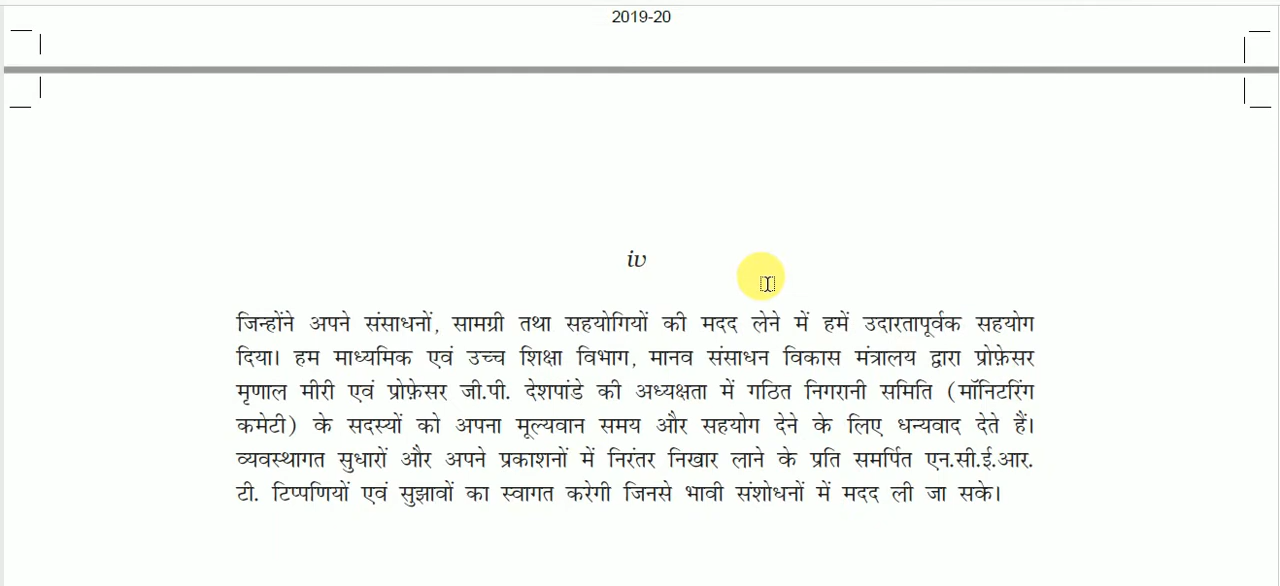 2019-20
iv
जिन्होंने अपने संसाधनों, सामग्री तथा सहयोगियों की मदद लेने में हमें उदारतापूर्वक सहयोग
दिया। हम माध्यमिक एवं उच्च शिक्षा विभाग, मानव संसाधन विकास मंत्रालय द्वारा प्रोफ़ेसर
मृणाल मीरी एवं प्रोफ़ेसर जी.पी. देशपांडे की अध्यक्षता में गठित निगरानी समिति (मॉनिटरिंग
कमेटी) के सदस्यों को अपना मूल्यवान समय और सहयोग देने के लिए धन्यवाद देते हैं।
व्यवस्थागत सुधारों और अपने प्रकाशनों में निरंतर निखार लाने के प्रति समर्पित एन.सी.ई.आर.
टी. टिप्पणियों एवं सुझावों का स्वागत करेगी जिनसे भावी संशोधनों में मदद ली जा सके।